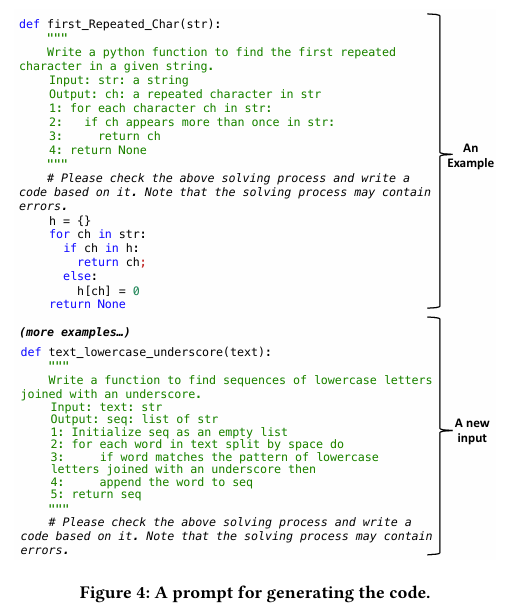 def first_Repeated_Char(str):
"""
Write a python function to find the first repeated
character in a given string.
Input: str: a string
Output: ch: a repeated character in str
1: for each character ch in str:
2:   if ch appears more than once in str:
3:     return ch
4: return None
"""
# Please check the above solving process and write a
code based on it. Note that the solving process may contain
errors.
h = {}
for ch in str:
if ch in h:
return ch;
else:
h[ch] = 0
return None
An
Example
(more examples…)
def text_lowercase_underscore(text):
"""
Write a function to find sequences of lowercase letters
joined with an underscore.
Input: text: str
Output: seq: list of str
1: Initialize seq as an empty list
2: for each word in text split by space do
3:     if word matches the pattern of lowercase
letters joined with an underscore then
4:     append the word to seq
5: return seq
"""
# Please check the above solving process and write a
code based on it. Note that the solving process may contain
errors.
A new
input
Figure 4: A prompt for generating the code.